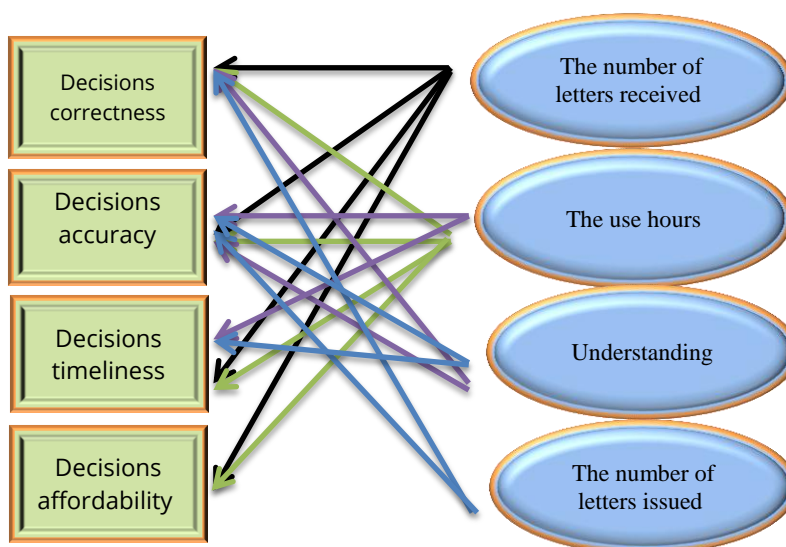 Decisions
correctness
Decisions
accuracy
Decisions
timeliness
Decisions
affordability
The number of
letters received
The use hours
Understanding
The number of
letters issued